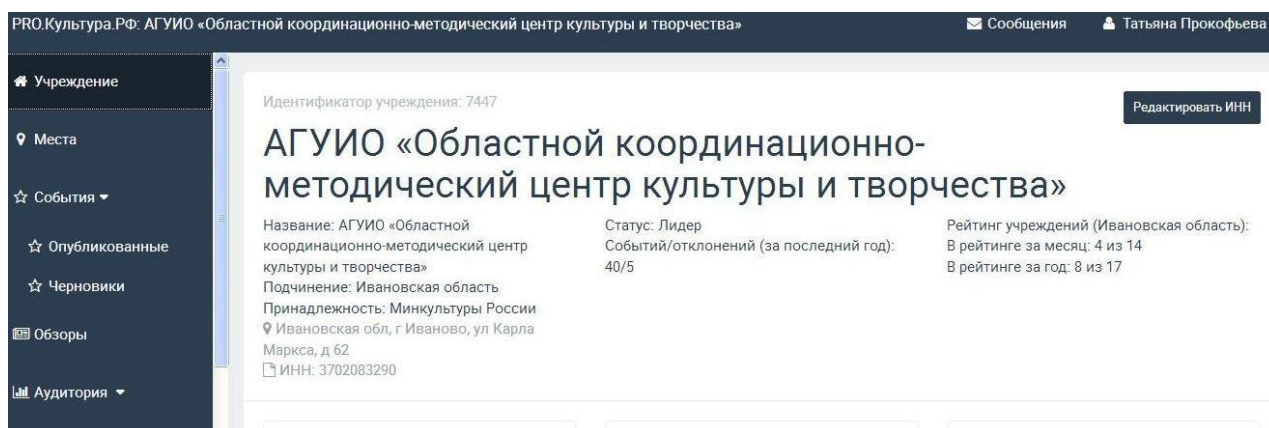 PRO.Культура.РФ: АГУИО «Областной координационно-методический центр культуры и творчества»
Сообщения
Татьяна Прокофьева
Учреждение
Места
События
Опубликованные
Черновики
Обзоры
Аудитория
Идентификатор учреждения: 7447
Редактировать ИНН
АГУИО «Областной координационно-
методический центр культуры и творчества»
Название: АГУИО «Областной
координационно-методический центр
культуры и творчества»
Подчинение: Ивановская область
Принадлежность: Минкультуры России
Ивановская обл, г Иваново, ул Карла
Маркса, д 62
ИНН: 3702083290
Статус: Лидер
Событий/отклонений (за последний год):
40/5
Рейтинг учреждений (Ивановская область):
В рейтинге за месяц: 4 из 14
В рейтинге за год: 8 из 17